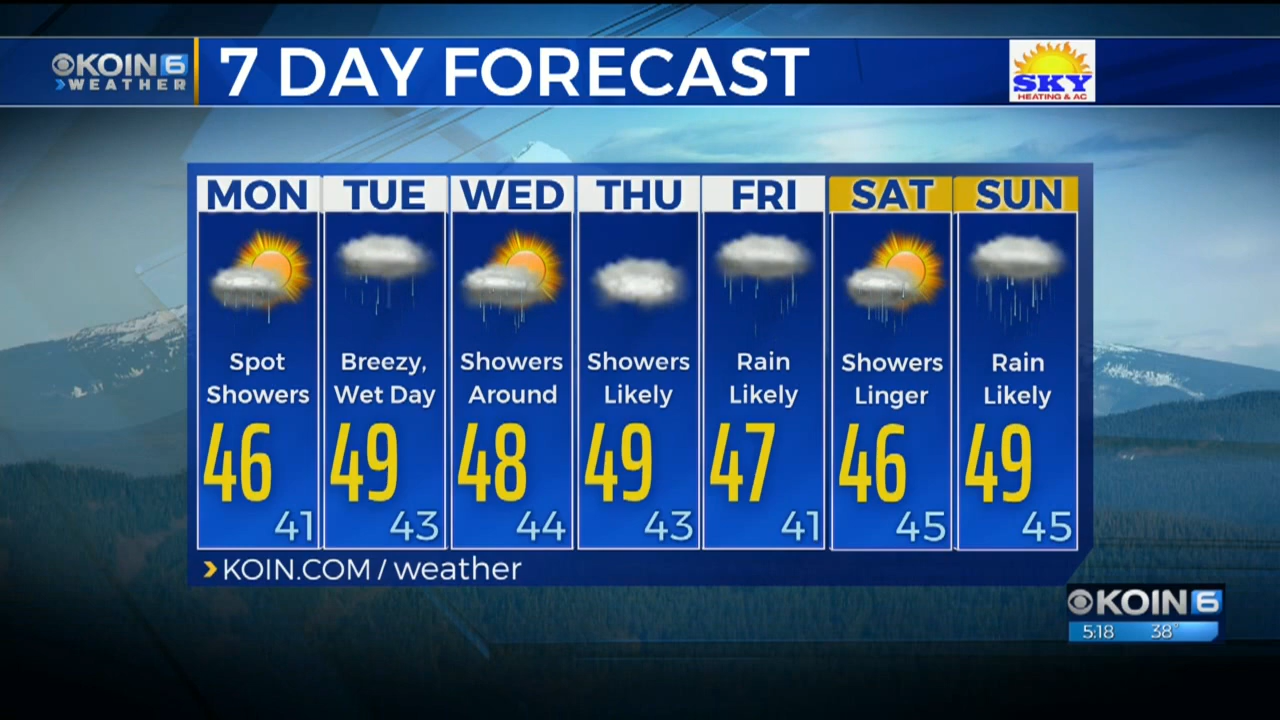 KOIN 6
WEATHER
7 DAY FORECAST
SKY
HEATING & AC
MON TUE WED THU FRI SAT SUN
Spot Breezy, Showers Showers Rain Showers Rain
Showers Wet Day Around Likely Likely Linger Likely
46 49 48 49 47 46 49
41 43 44 43 41 45 45
KOIN.COM / weather
KOIN 6
5:18 38°